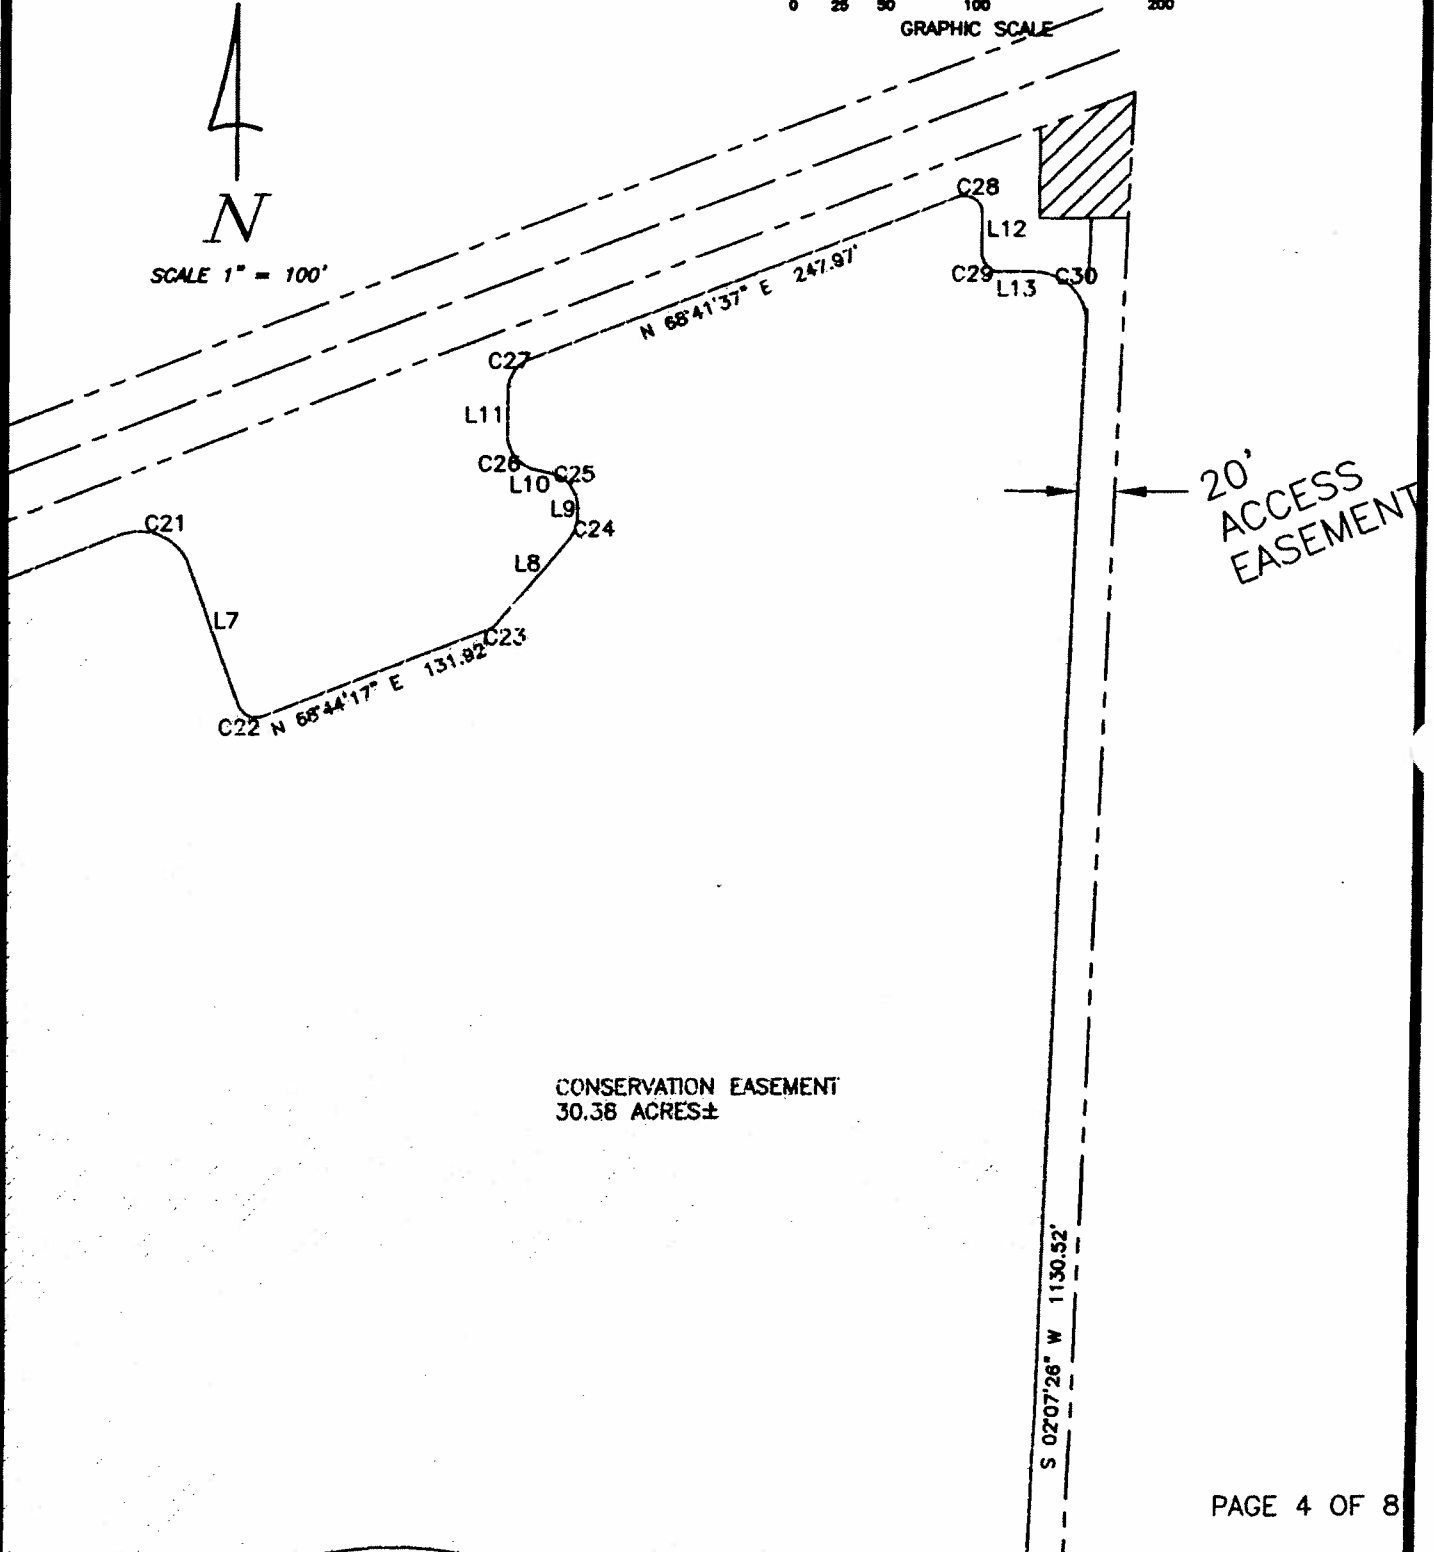 0 25 50 100 200
GRAPHIC SCALE
N
SCALE 1" = 100'
C28
L12
C29
L13
C30
N 68°41'37" E 247.97'
C27
L11
C26
L10
C25
L9
C24
L8
C23
C21
L7
C22
N 68°44'17" E 131.92'
20'
ACCESS
EASEMENT
CONSERVATION EASEMENT
30.38 ACRES±
S 02°07'26" W 1130.52'
PAGE 4 OF 8